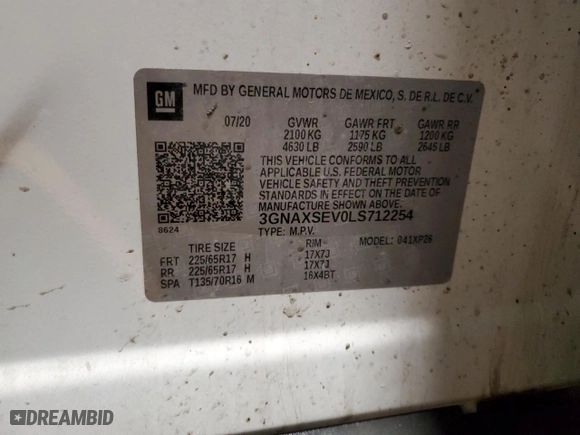 GM
MFD BY GENERAL MOTORS DE MEXICO, S. DE R.L. DE C.V.
07/20 GVWR GAWR FRT GAWR RR
2100 KG 1175 KG 1200 KG
4630 LB 2590 LB 2645 LB
THIS VEHICLE CONFORMS TO ALL
APPLICABLE U.S. FEDERAL MOTOR
VEHICLE SAFETY AND THEFT PREVENTION
STANDARDS IN EFFECT ON THE DATE OF
MANUFACTURE SHOWN ABOVE.
3GNAXSEV0LS712254
8624 TYPE: M.P.V. MODEL: 041XP26
TIRE SIZE RIM
FRT 225/65R17 H 17X7J
RR 225/65R17 H 17X7J
SPA T135/70R16 M 16X4BT
DREAMBID